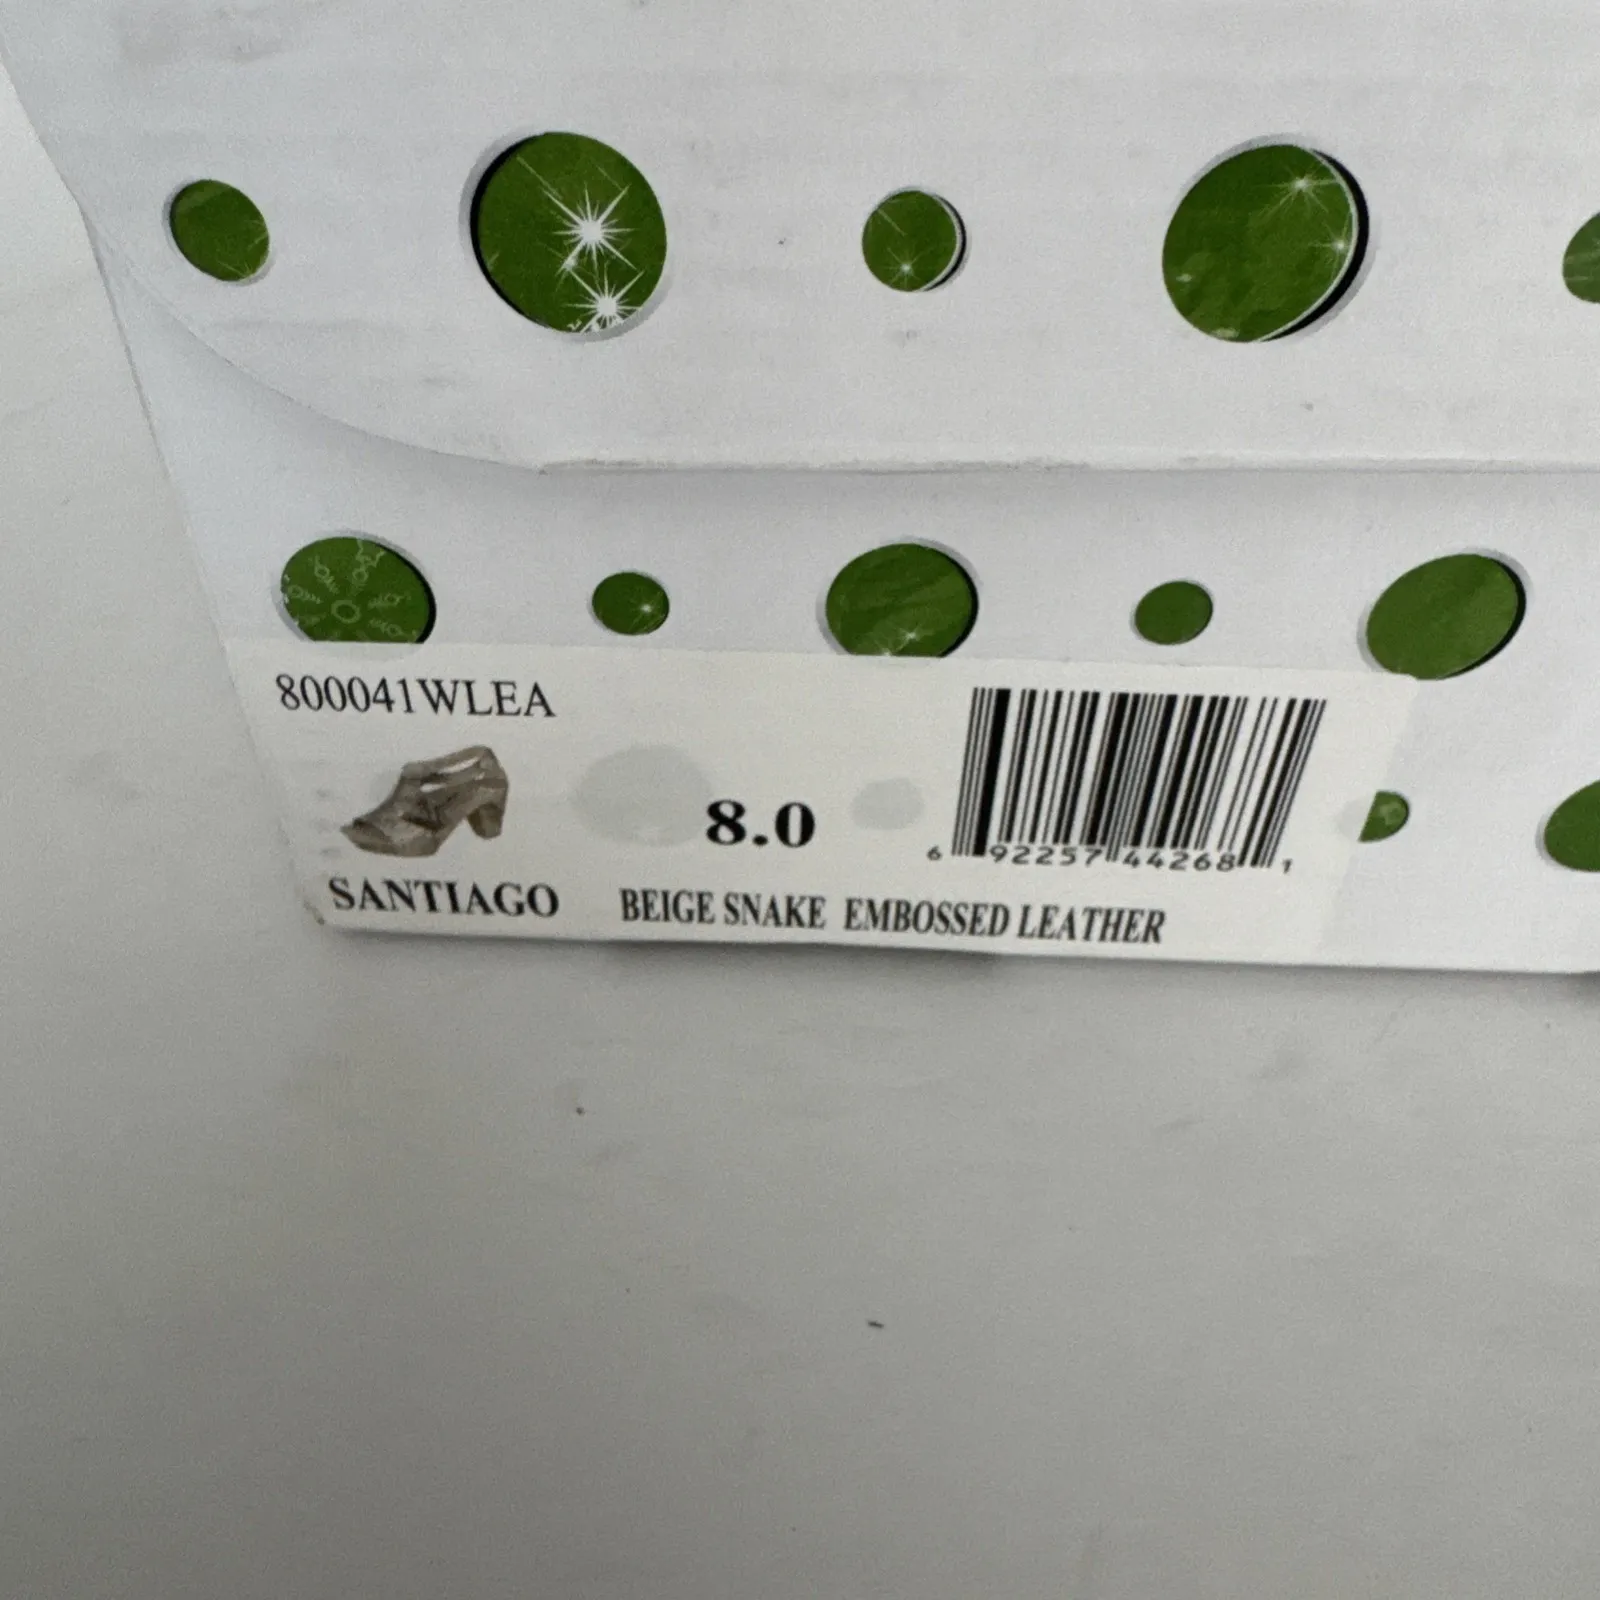 800041WLEA
8.0
6 92257 44268 1
SANTIAGO BEIGE SNAKE EMBOSSED LEATHER